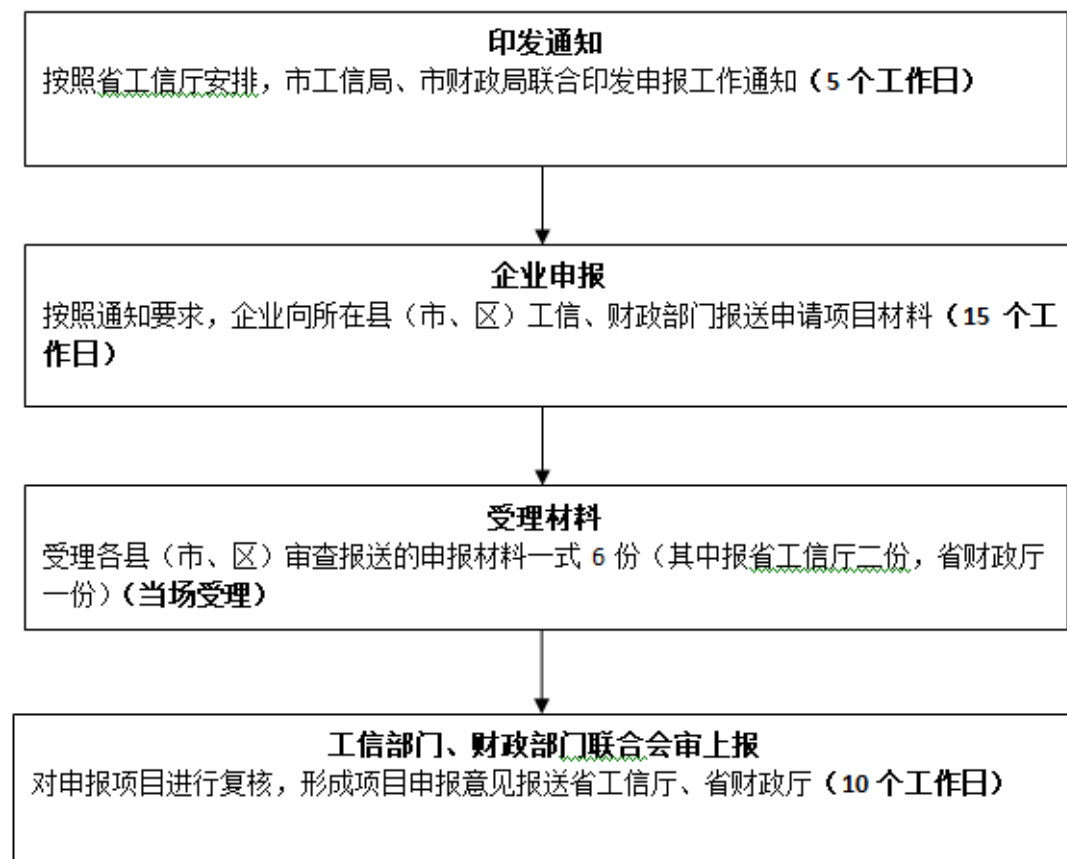 印发通知
按照省工信厅安排，市工信局、市财政局联合印发申报工作通知（5 个工作日）
企业申报
按照通知要求，企业向所在县（市、区）工信、财政部门报送申请项目材料（15 个工
作日）
受理材料
受理各县（市、区）审查报送的申报材料一式 6 份（其中报省工信厅二份，省财政厅
一份）（当场受理）
工信部门、财政部门联合会审上报
对申报项目进行复核，形成项目申报意见报送省工信厅、省财政厅（10 个工作日）